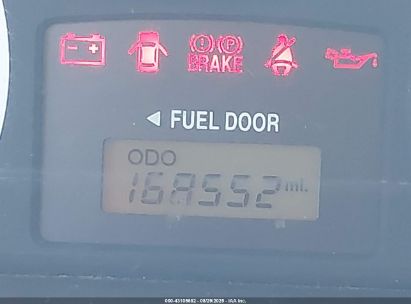 (!) (P)
BRAKE
◄ FUEL DOOR
ODO
168552 mi.